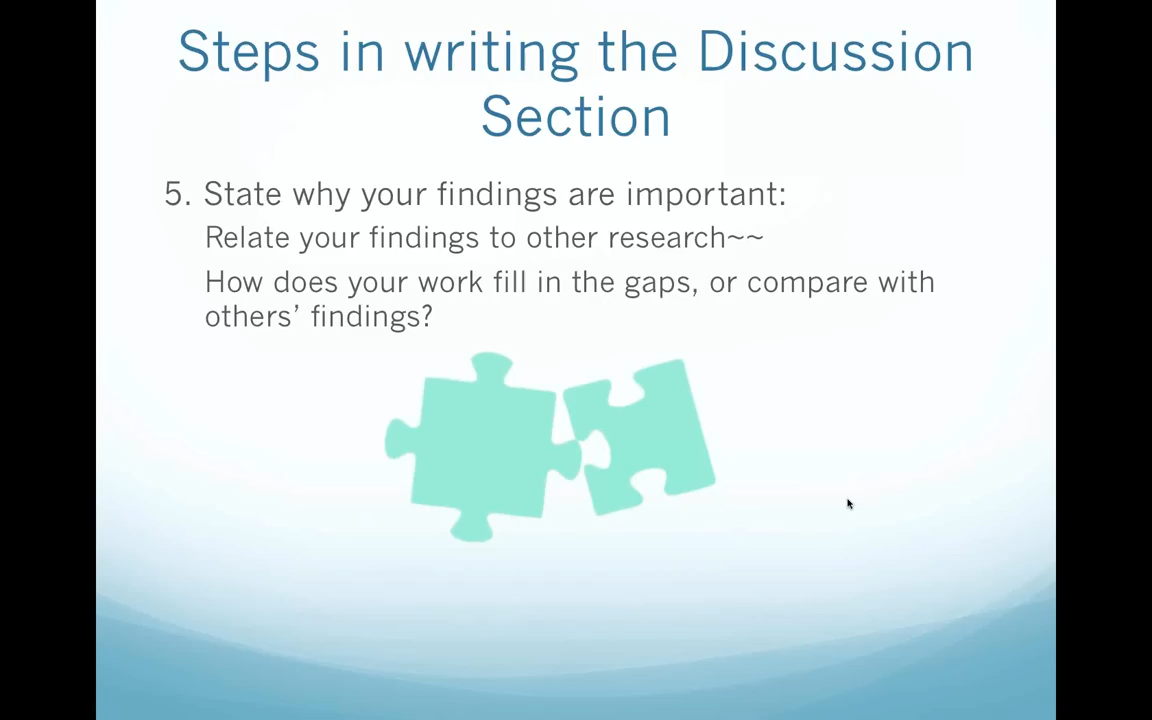 Steps in writing the Discussion
Section
5. State why your findings are important:
Relate your findings to other research~~
How does your work fill in the gaps, or compare with
others’ findings?